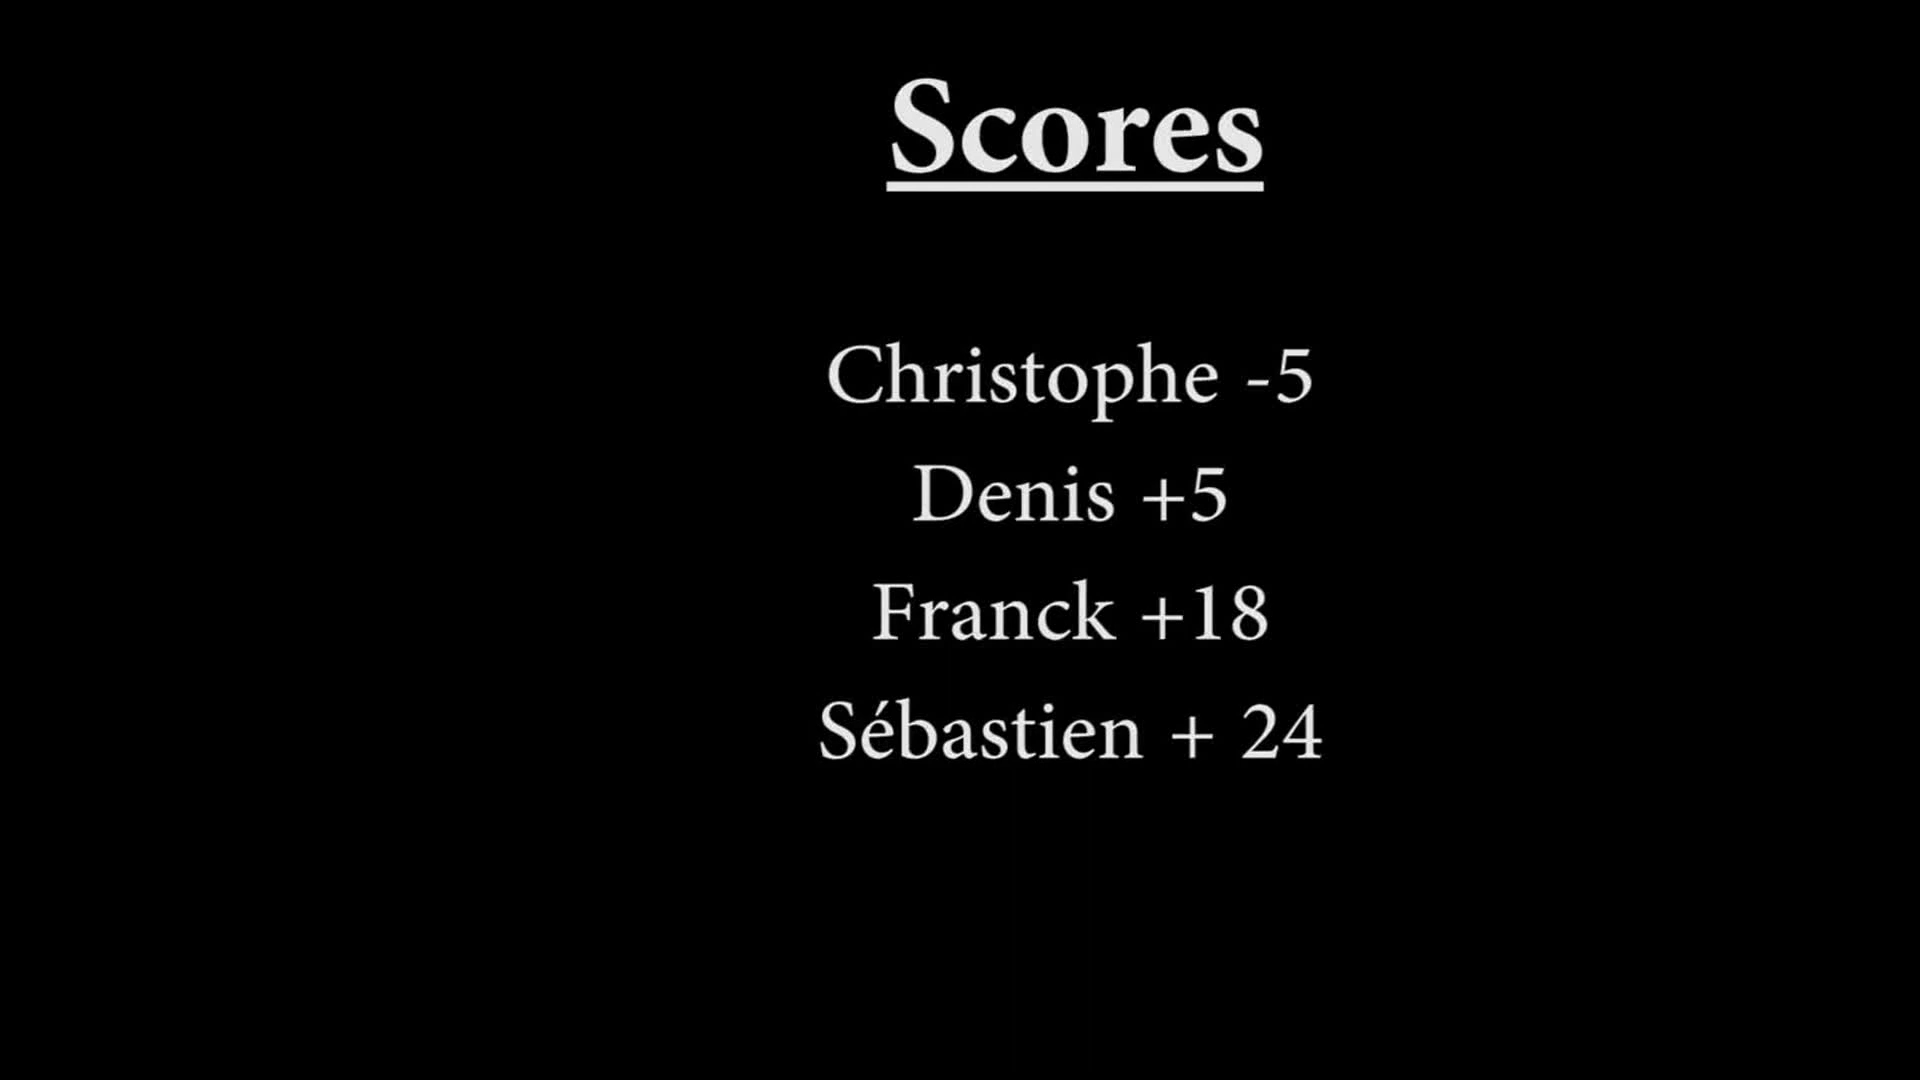 Scores
Christophe -5
Denis +5
Franck +18
Sébastien + 24